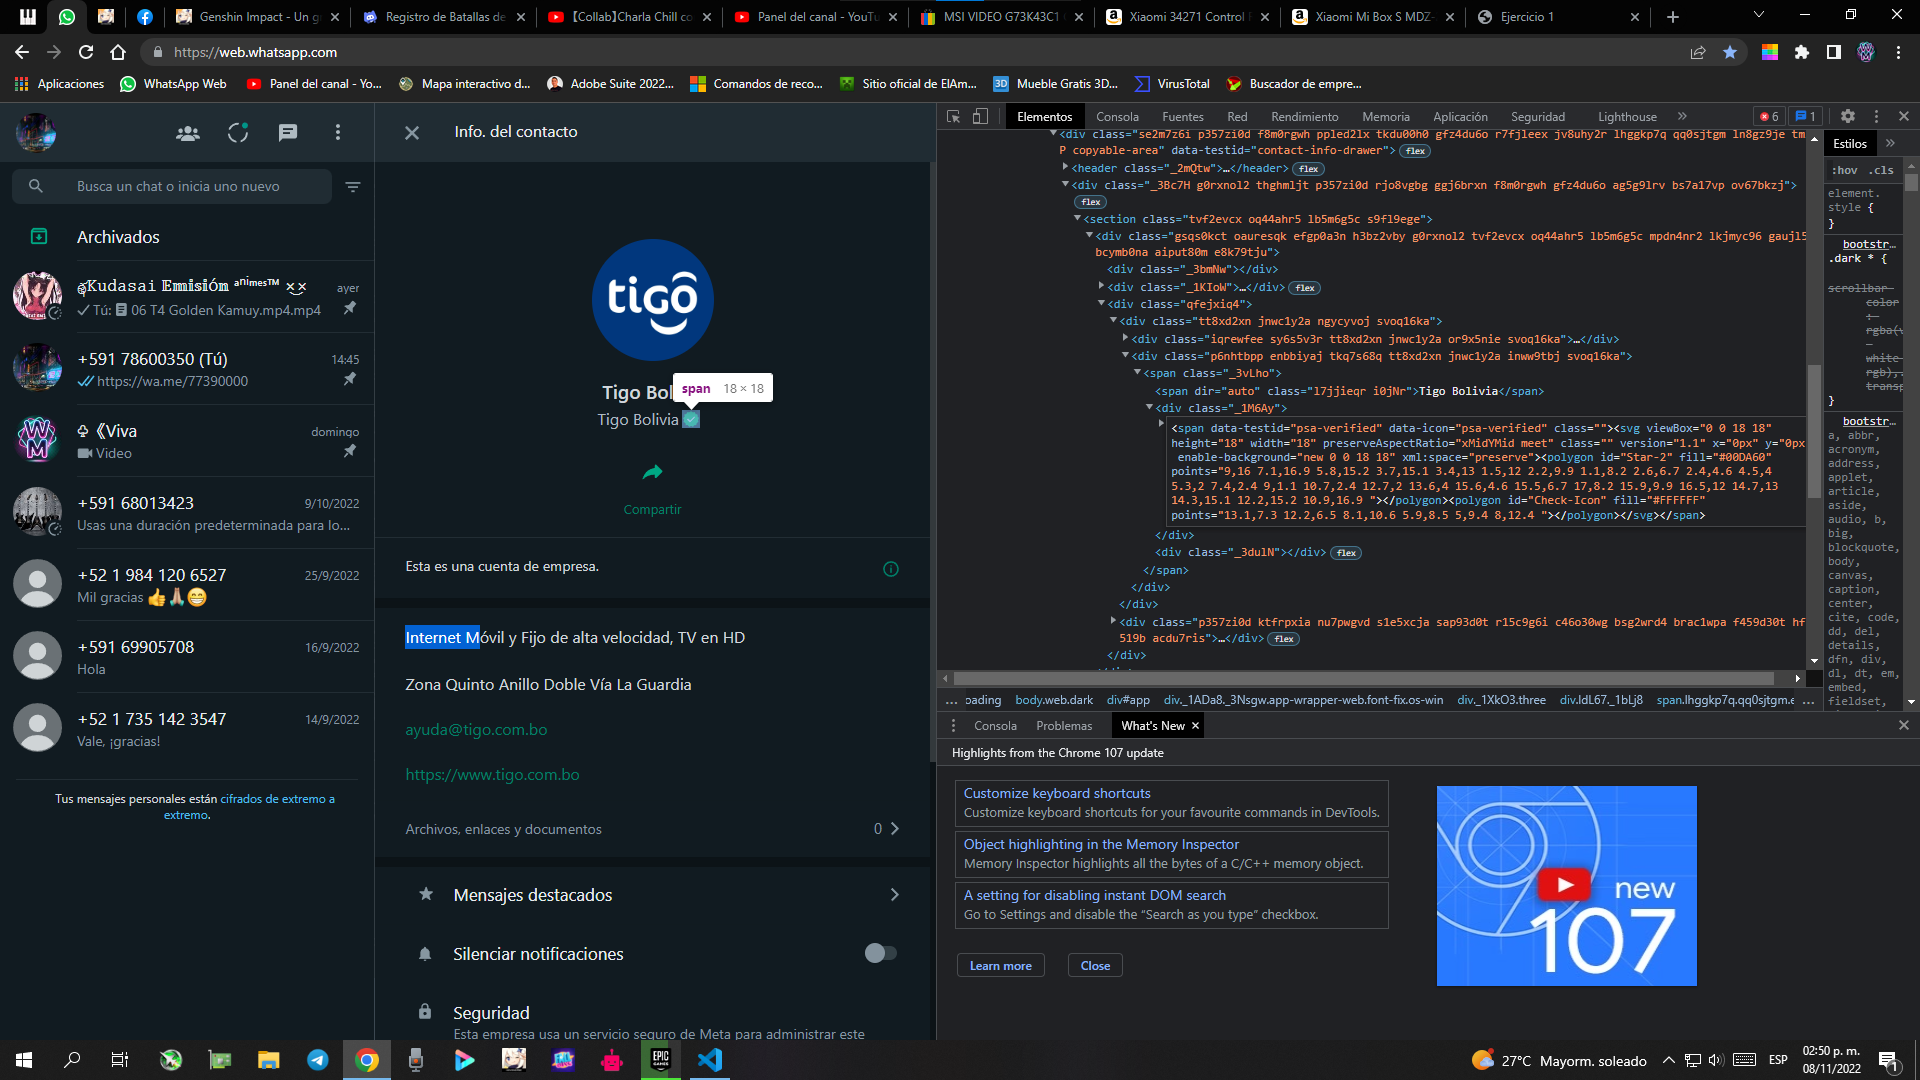 Genshin Impact - Un g
Registro de Batallas de
【Collab】Charla Chill co
Panel del canal - YouTu
MSI VIDEO G73K43C1
Xiaomi 34271 Control
Xiaomi Mi Box S MDZ-
Ejercicio 1
https://web.whatsapp.com
Aplicaciones
WhatsApp Web
Panel del canal - Yo...
Mapa interactivo d...
Adobe Suite 2022...
Comandos de reco...
Sitio oficial de ElAm...
Mueble Gratis 3D...
VirusTotal
Buscador de empre...
Busca un chat o inicia uno nuevo
Archivados
Kudasai Emisión ᵃⁿⁱᵐᵉˢ™
ayer
Tú: 06 T4 Golden Kamuy.mp4.mp4
+591 78600350 (Tú)
14:45
https://wa.me/77390000
《Viva
domingo
Video
+591 68013423
9/10/2022
Usas una duración predeterminada para lo...
+52 1 984 120 6527
25/9/2022
Mil gracias 👍🙏😁
+591 69905708
16/9/2022
Hola
+52 1 735 142 3547
14/9/2022
Vale, ¡gracias!
Tus mensajes personales están cifrados de extremo a
extremo.
Info. del contacto
tigo
Tigo Bol
span 18 × 18
Tigo Bolivia
Compartir
Esta es una cuenta de empresa.
Internet Móvil y Fijo de alta velocidad, TV en HD
Zona Quinto Anillo Doble Vía La Guardia
ayuda@tigo.com.bo
https://www.tigo.com.bo
Archivos, enlaces y documentos
0
Mensajes destacados
Silenciar notificaciones
Seguridad
Esta empresa usa un servicio seguro de Meta para administrar este
Elementos
Consola
Fuentes
Red
Rendimiento
Memoria
Aplicación
Seguridad
Lighthouse
6
1
<div class="se2m7z6i p357zi0d f8m0rgwh ppled2lx tkdu00h0 gfz4du6o r7fjleex jv8uhy2r lhggkp7q qq0sjtgm ln8gz9je tm
P copyable-area" data-testid="contact-info-drawer"> flex
<header class="_2mQtw">…</header> flex
<div class="_3Bc7H g0rxnol2 thghmljt p357zi0d rjo8vgbg ggj6brxn f8m0rgwh gfz4du6o ag5g9lrv bs7a17vp ov67bkzj">
flex
<section class="tvf2evcx oq44ahr5 lb5m6g5c s9fl9ege">
<div class="gsqs0kct oauresqk efgp0a3n h3bz2vby g0rxnol2 tvf2evcx oq44ahr5 lb5m6g5c mpdn4nr2 lkjmyc96 gaujl5
bcymb0na aiput80m e8k79tju">
<div class="_3bmNw"></div>
<div class="_1KIoW">…</div> flex
<div class="qfejxiq4">
<div class="tt8xd2xn jnwc1y2a ngycyvoj svoq16ka">
<div class="iqrewfee sy6s5v3r tt8xd2xn jnwc1y2a or9x5nie svoq16ka">…</div>
<div class="p6nhtbpp enbbiyaj tkq7s68q tt8xd2xn jnwc1y2a inww9tbj svoq16ka">
<span class="_3vLho">
<span dir="auto" class="l7jjieqr i0jNr">Tigo Bolivia</span>
<div class="_1M6Ay">
<span data-testid="psa-verified" data-icon="psa-verified" class=""><svg viewBox="0 0 18 18"
height="18" width="18" preserveAspectRatio="xMidYMid meet" class="" version="1.1" x="0px" y="0px
enable-background="new 0 0 18 18" xml:space="preserve"><polygon id="Star-2" fill="#00DA60"
points="9,16 7.1,16.9 5.8,15.2 3.7,15.1 3.4,13 1.5,12 2.2,9.9 1.1,8.2 2.6,6.7 2.4,4.6 4.5,4
5.3,2 7.4,2.4 9,1.1 10.7,2.4 12.7,2 13.6,4 15.6,4.6 15.5,6.7 17,8.2 15.9,9.9 16.5,12 14.7,13
14.3,15.1 12.2,15.2 10.9,16.9 "></polygon><polygon id="Check-Icon" fill="#FFFFFF"
points="13.1,7.3 12.2,6.5 8.1,10.6 5.9,8.5 5,9.4 8,12.4 "></polygon></svg></span>
</div>
<div class="_3dulN"></div> flex
</span>
</div>
</div>
<div class="p357zi0d ktfrpxia nu7pwgvd s1e5xcja sap93d0t r15c9g6i c46o30wg bsg2wrd4 brac1wpa f459d30t hf
519b acdu7ris">…</div> flex
</div>
... oading
body.web.dark
div#app
div._1ADa8._3Nsgw.app-wrapper-web.font-fix.os-win
div._1XkO3.three
div.ldL67._1bLj8
span.lhggkp7q.qq0sjtgm.e ...
Estilos
:hov .cls
element.
style {
}
bootstr…
.dark * {
scrollbar-
color
:
rgba(v
white
rgb),
transp
}
bootstr…
a, abbr,
acronym,
address,
applet,
article,
aside,
audio, b,
big,
blockquote,
body,
canvas,
caption,
center,
cite, code,
dd, del,
details,
dfn, div,
dl, dt, em,
embed,
fieldset,
Consola
Problemas
What's New
Highlights from the Chrome 107 update
Customize keyboard shortcuts
Customize keyboard shortcuts for your favourite commands in DevTools.
Object highlighting in the Memory Inspector
Memory Inspector highlights all the bytes of a C/C++ memory object.
A setting for disabling instant DOM search
Go to Settings and disable the “Search as you type” checkbox.
Learn more
Close
new
107
EPIC GAMES
27°C Mayorm. soleado
ESP
02:50 p. m.
08/11/2022
1